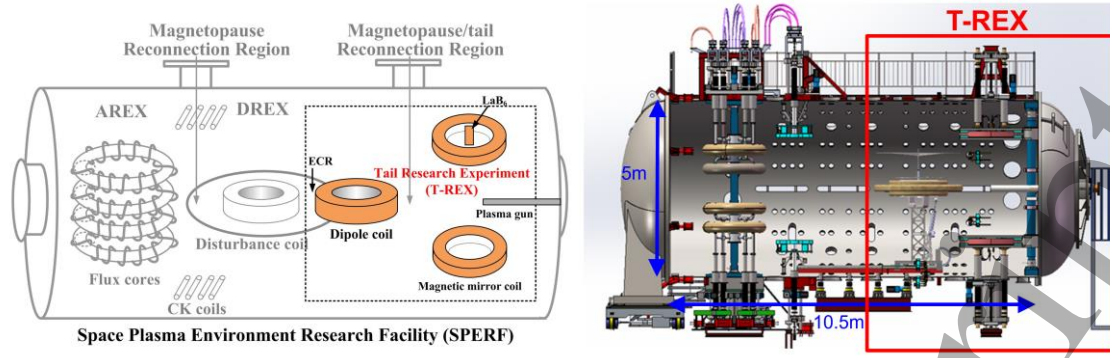 Magnetopause
Reconnection Region
Magnetopause/tail
Reconnection Region
AREX
DREX
LaB₆
ECR
Tail Research Experiment
(T-REX)
Plasma gun
Disturbance coil
Dipole coil
Flux cores
Magnetic mirror coil
CK coils
Space Plasma Environment Research Facility (SPERF)
T-REX
5m
10.5m